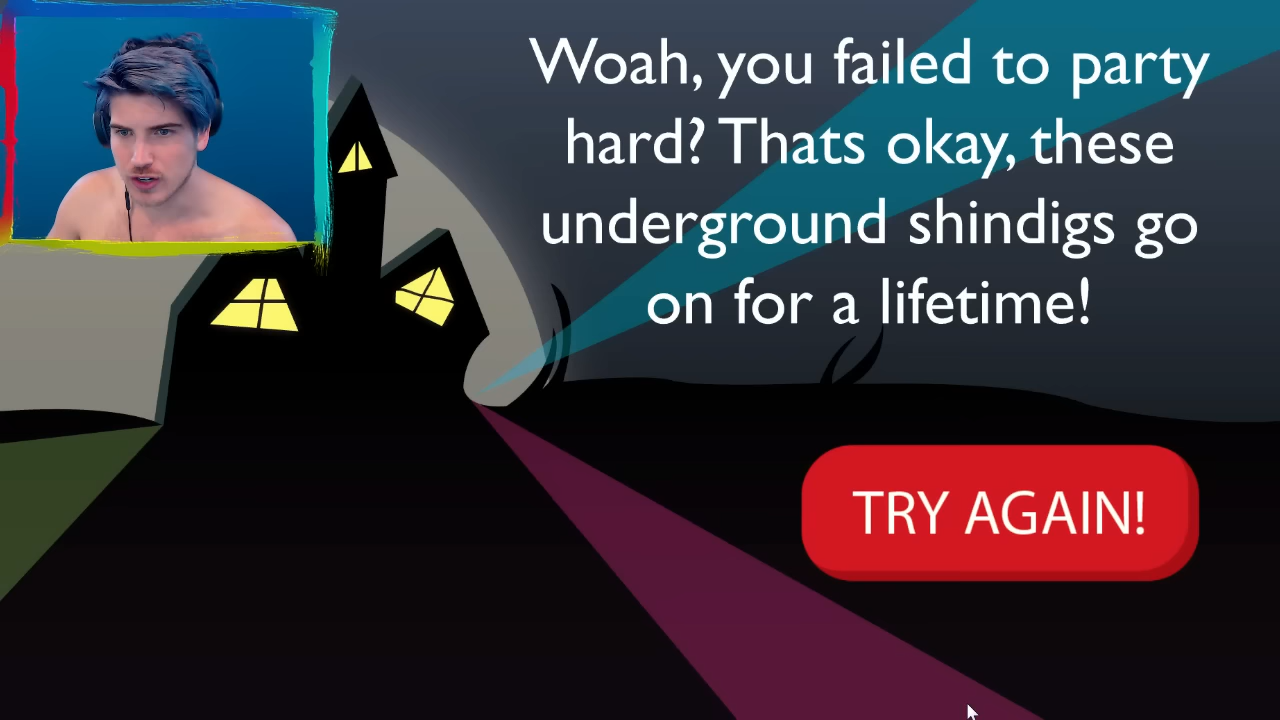 Woah, you failed to party
hard? Thats okay, these
underground shindigs go
on for a lifetime!
TRY AGAIN!